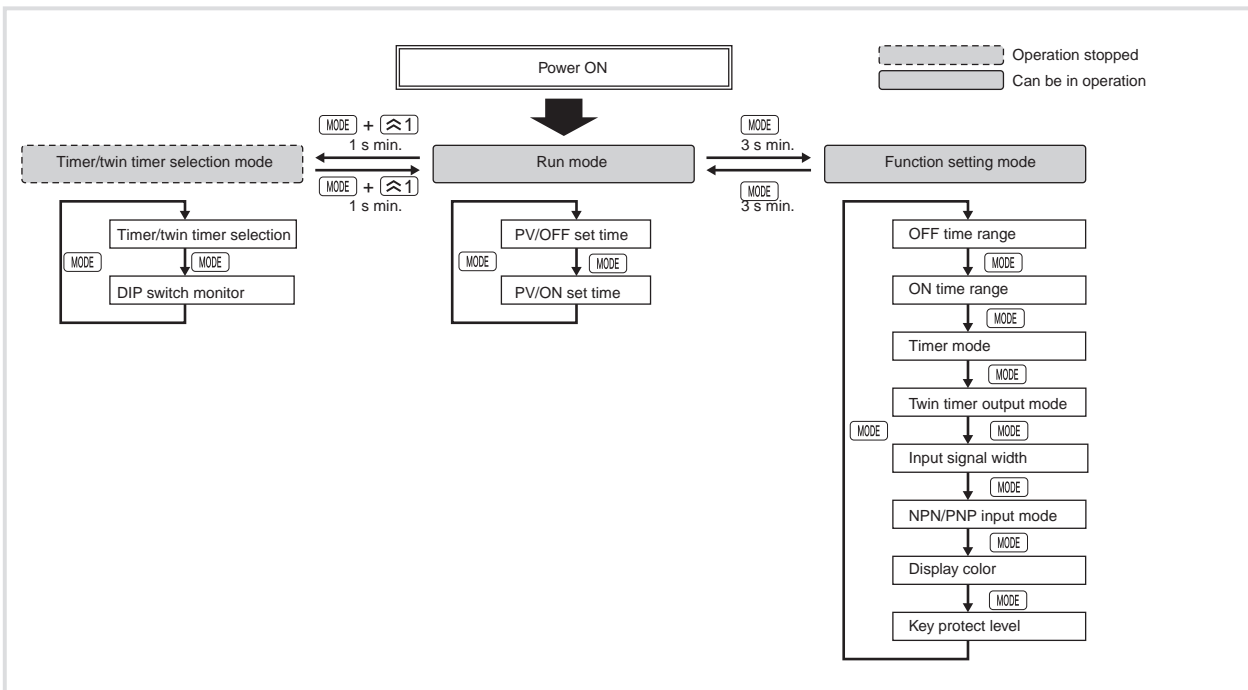 Power ON
Operation stopped
Can be in operation
MODE + 1
1 s min.
MODE
3 s min.
Timer/twin timer selection mode
Run mode
Function setting mode
MODE + 1
1 s min.
MODE
3 s min.
Timer/twin timer selection
MODE
MODE
DIP switch monitor
PV/OFF set time
MODE
MODE
PV/ON set time
OFF time range
MODE
ON time range
MODE
Timer mode
MODE
Twin timer output mode
MODE
MODE
Input signal width
MODE
NPN/PNP input mode
MODE
Display color
MODE
Key protect level